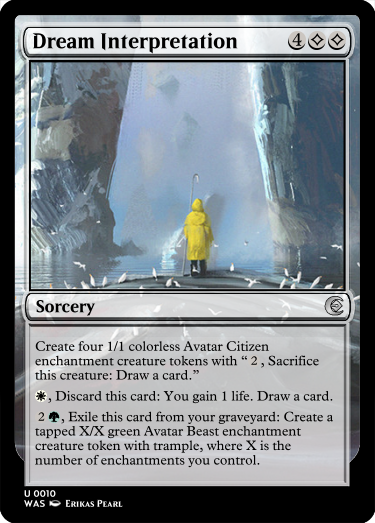 Dream Interpretation 4
Sorcery
Create four 1/1 colorless Avatar Citizen
enchantment creature tokens with “ 2 , Sacrifice
this creature: Draw a card.”
, Discard this card: You gain 1 life. Draw a card.
2 , Exile this card from your graveyard: Create a
tapped X/X green Avatar Beast enchantment
creature token with trample, where X is the
number of enchantments you control.
U 0010
WAS Erikas Pearl